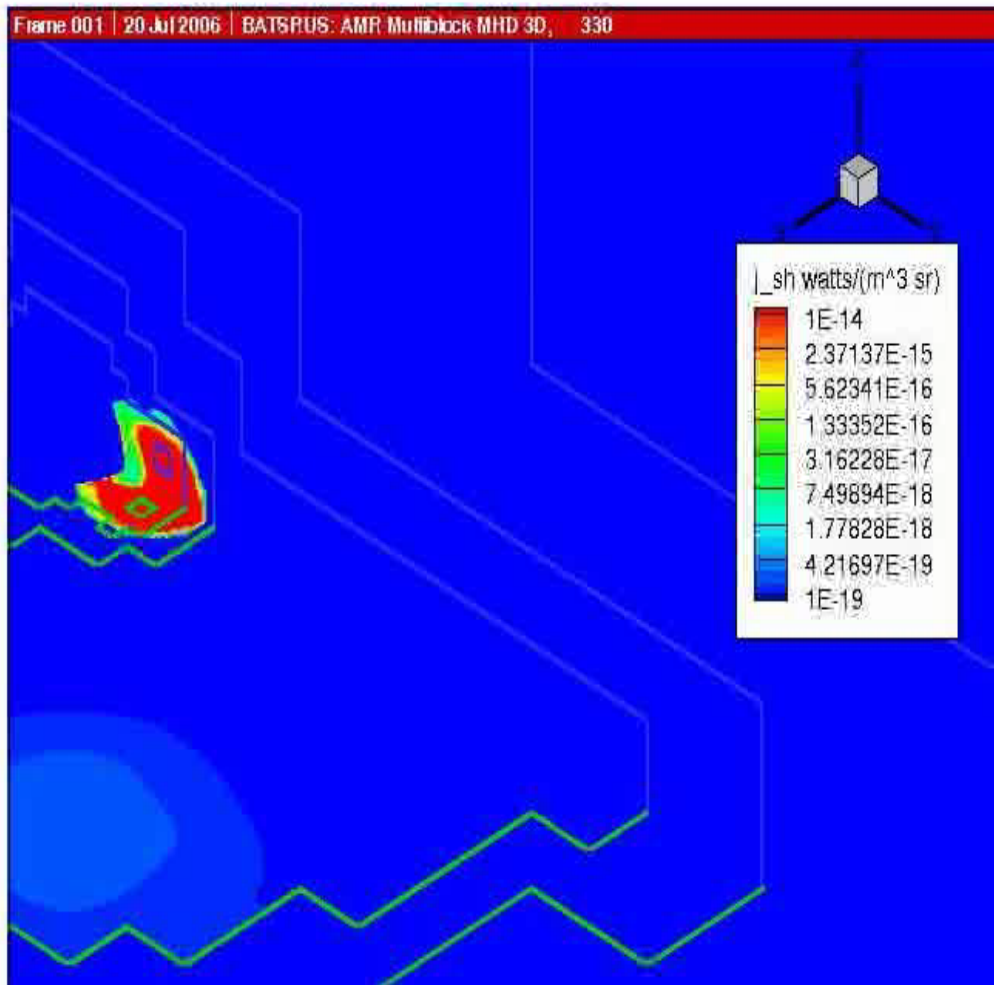 Frame 001 | 20 Jul 2006 | BATSRUS: AMR Multiblock MHD 3D, 330
Z
j_sh watts/(m^3 sr)
1E-14
2.37137E-15
5.62341E-16
1.33352E-16
3.16228E-17
7.49894E-18
1.77828E-18
4.21697E-19
1E-19